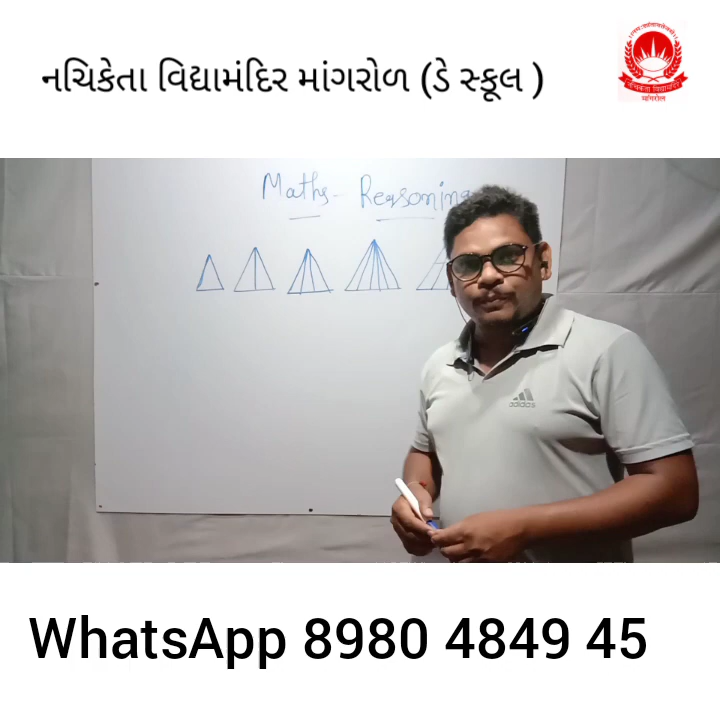 નચિકેતા વિદ્યામંદિર માંગરોળ (ડે સ્કૂલ )
Maths - Reasoning
adidas
WhatsApp 8980 4849 45